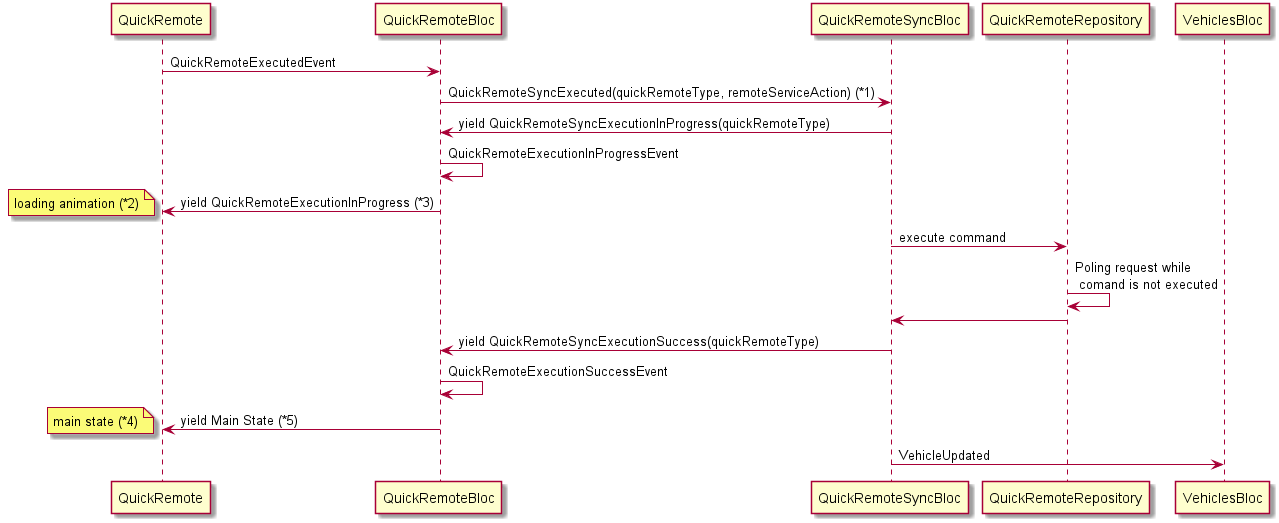 QuickRemote
QuickRemoteBloc
QuickRemoteSyncBloc
QuickRemoteRepository
VehiclesBloc
QuickRemoteExecutedEvent
QuickRemoteSyncExecuted(quickRemoteType, remoteServiceAction) (*1)
yield QuickRemoteSyncExecutionInProgress(quickRemoteType)
QuickRemoteExecutionInProgressEvent
loading animation (*2)
yield QuickRemoteExecutionInProgress (*3)
execute command
Poling request while
comand is not executed
yield QuickRemoteSyncExecutionSuccess(quickRemoteType)
QuickRemoteExecutionSuccessEvent
main state (*4)
yield Main State (*5)
VehicleUpdated
QuickRemote
QuickRemoteBloc
QuickRemoteSyncBloc
QuickRemoteRepository
VehiclesBloc